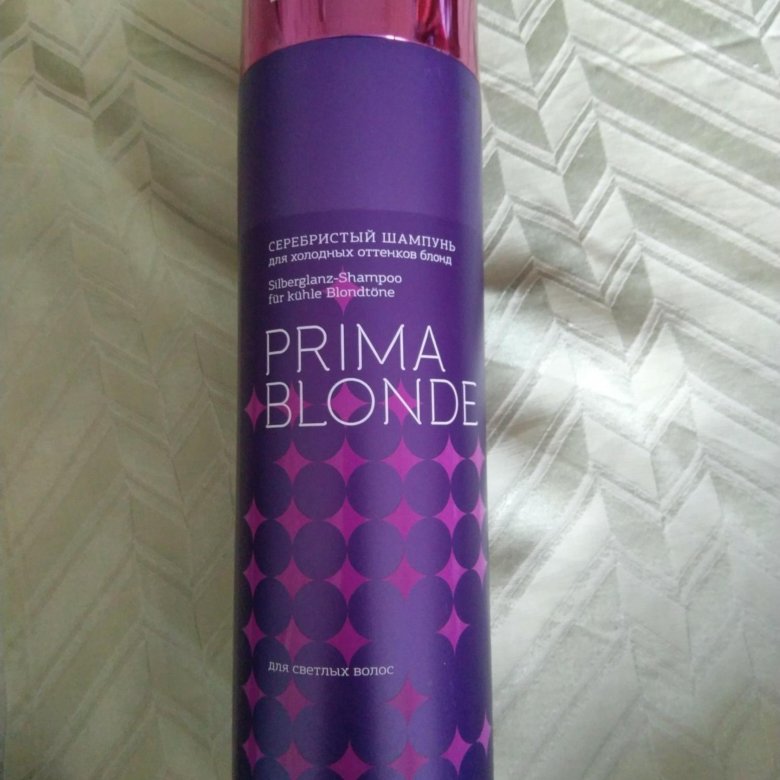 СЕРЕБРИСТЫЙ ШАМПУНЬ
для холодных оттенков блонд
Silberglanz-Shampoo
für kühle Blondtöne
PRIMA
BLONDE
для светлых волос